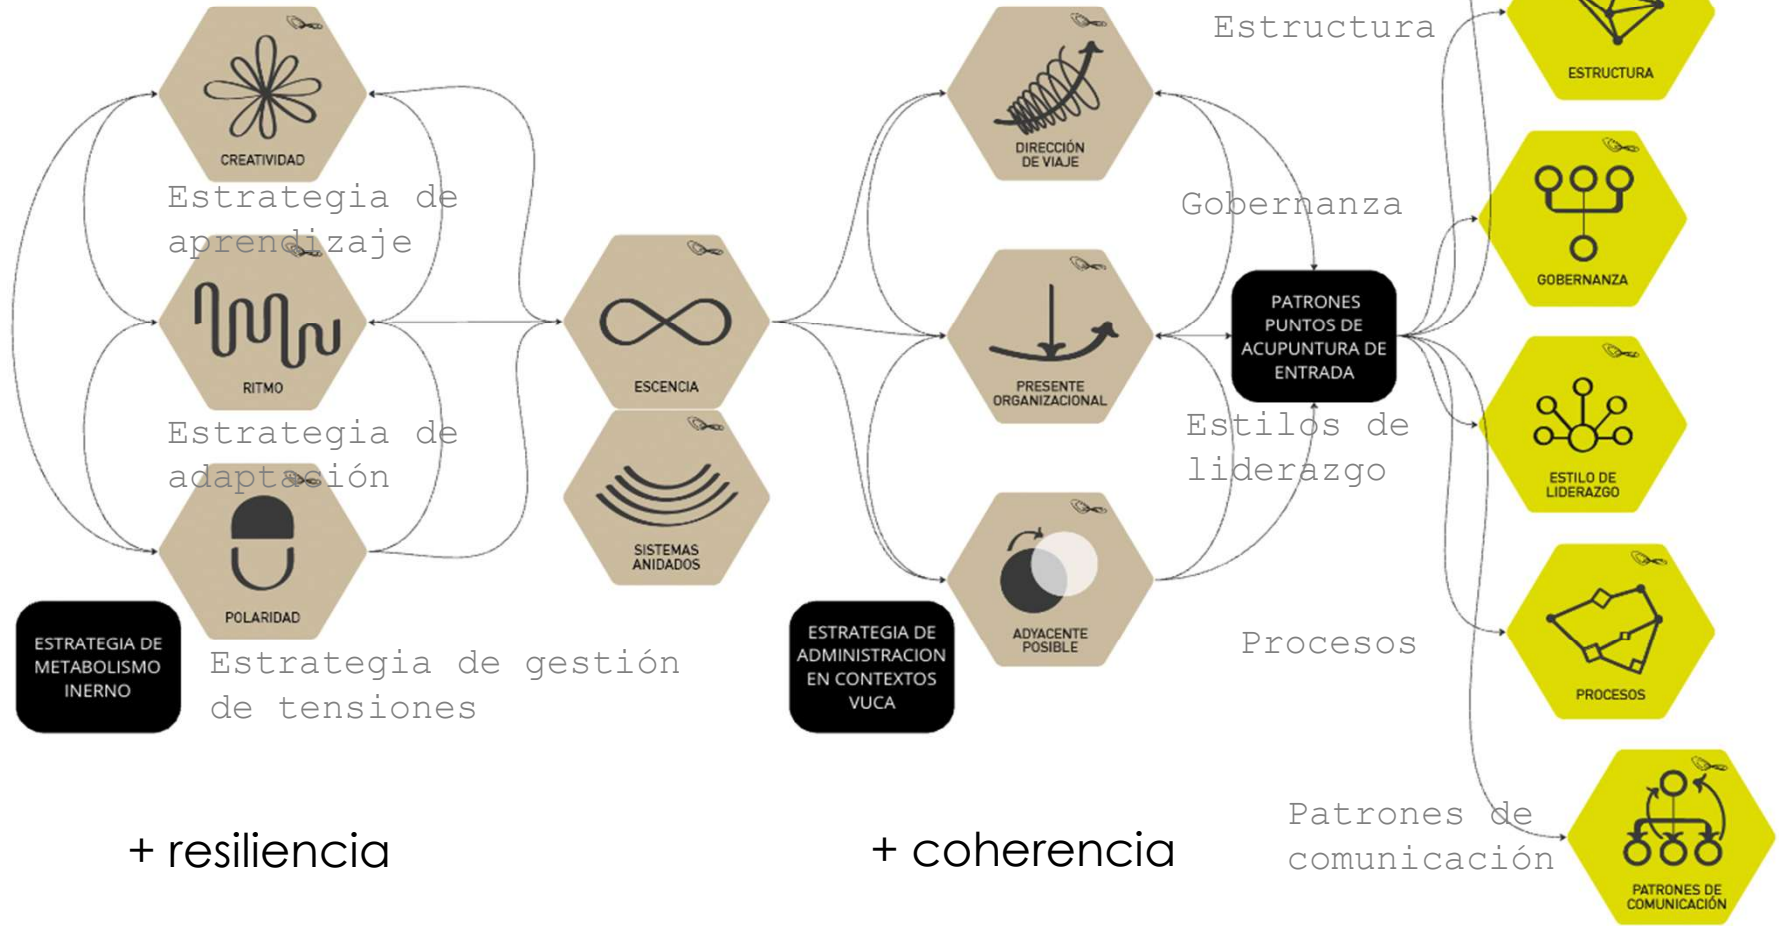 CREATIVIDAD
Estrategia de
aprendizaje
RITMO
Estrategia de
adaptación
POLARIDAD
ESTRATEGIA DE
METABOLISMO
INERNO
Estrategia de gestión
de tensiones
+ resiliencia
ESCENCIA
SISTEMAS
ANIDADOS
DIRECCIÓN
DE VIAJE
PRESENTE
ORGANIZACIONAL
ADYACENTE
POSIBLE
ESTRATEGIA DE
ADMINISTRACION
EN CONTEXTOS
VUCA
+ coherencia
PATRONES
PUNTOS DE
ACUPUNTURA DE
ENTRADA
Estructura
ESTRUCTURA
Gobernanza
GOBERNANZA
Estilos de
liderazgo
ESTILO DE
LIDERAZGO
Procesos
PROCESOS
Patrones de
comunicación
PATRONES DE
COMUNICACIÓN